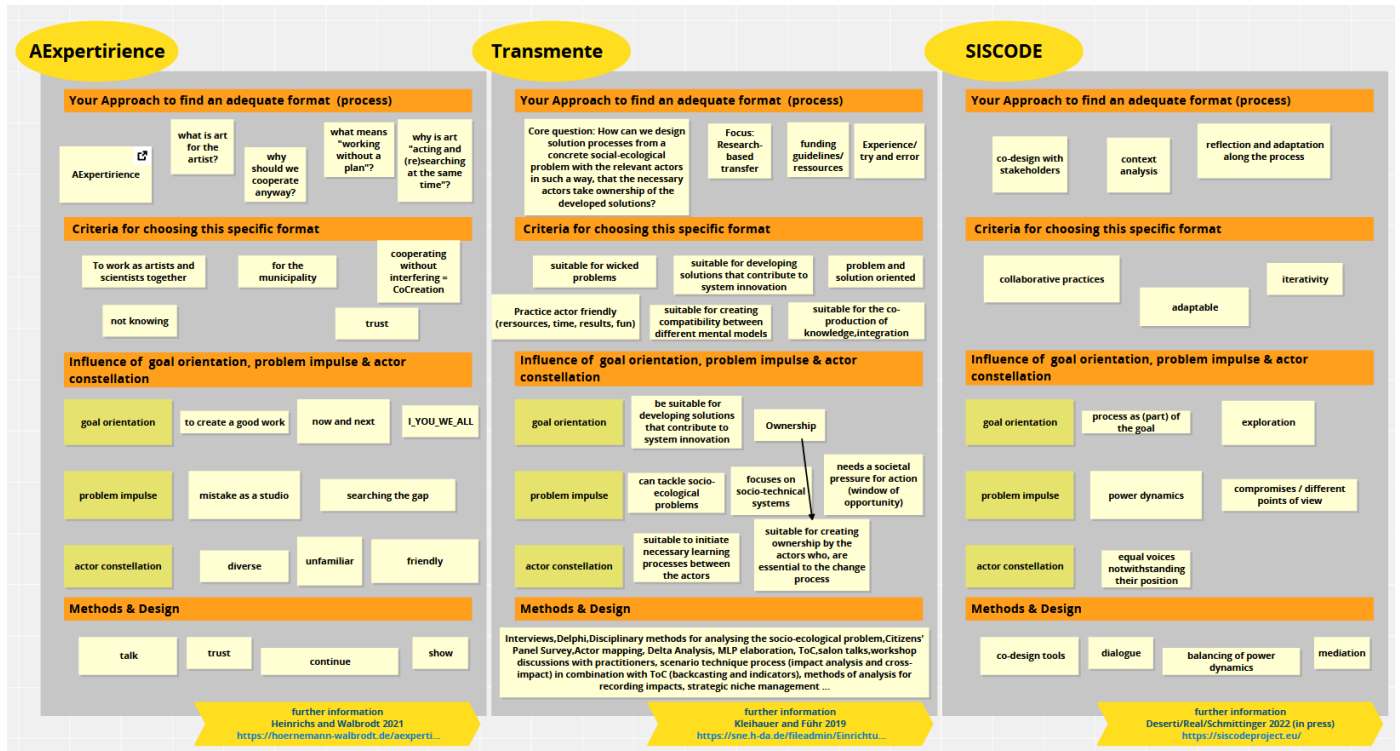 AExpertirience
Your Approach to find an adequate format  (process)
AExpertirience
what is art
for the
artist?
why
should we
cooperate
anyway?
what means
"working
without a
plan"?
why is art
"acting and
(re)searching
at the same
time"?
Criteria for choosing this specific format
To work as artists and
scientists together
for the
municipality
cooperating
without
interfering =
CoCreation
not knowing
trust
Influence of  goal orientation, problem impulse & actor
constellation
goal orientation
to create a good work
now and next
I_YOU_WE_ALL
problem impulse
mistake as a studio
searching the gap
actor constellation
diverse
unfamiliar
friendly
Methods & Design
talk
trust
continue
show
further information
Heinrichs and Walbrodt 2021
https://hoernemann-walbrodt.de/aexperti...
Transmente
Your Approach to find an adequate format  (process)
Core question: How can we design
solution processes from a
concrete social-ecological
problem with the relevant actors
in such a way, that the necessary
actors take ownership of the
developed solutions?
Focus:
Research-
based
transfer
funding
guidelines/
ressources
Experience/
try and error
Criteria for choosing this specific format
suitable for wicked
problems
suitable for developing
solutions that contribute to
system innovation
problem and
solution oriented
Practice actor friendly
(rersources, time, results, fun)
suitable for creating
compatibility between
different mental models
suitable for the co-
production of
knowledge,integration
Influence of  goal orientation, problem impulse & actor
constellation
goal orientation
be suitable for
developing solutions
that contribute to
system innovation
Ownership
problem impulse
can tackle socio-
ecological
problems
focuses on
socio-technical
systems
needs a societal
pressure for action
(window of
opportunity)
actor constellation
suitable to initiate
necessary learning
processes between
the actors
suitable for creating
ownership by the
actors who, are
essential to the change
process
Methods & Design
Interviews,Delphi,Disciplinary methods for analysing the socio-ecological problem,Citizens'
Panel Survey,Actor mapping, Delta Analysis, MLP elaboration, ToC,salon talks,workshop
discussions with practitioners, scenario technique process (impact analysis and cross-
impact) in combination with ToC (backcasting and indicators), methods of analysis for
recording impacts, strategic niche management ...
further information
Kleihauer and Führ 2019
https://sne.h-da.de/fileadmin/Einrichtu...
SISCODE
Your Approach to find an adequate format (process)
co-design with
stakeholders
context
analysis
reflection and adaptation
along the process
Criteria for choosing this specific format
collaborative practices
adaptable
iterativity
Influence of  goal orientation, problem impulse & actor
constellation
goal orientation
process as (part) of
the goal
exploration
problem impulse
power dynamics
compromises / different
points of view
actor constellation
equal voices
notwithstanding
their position
Methods & Design
co-design tools
dialogue
balancing of power
dynamics
mediation
further information
Deserti/Real/Schmittinger 2022 (in press)
https://siscodeproject.eu/